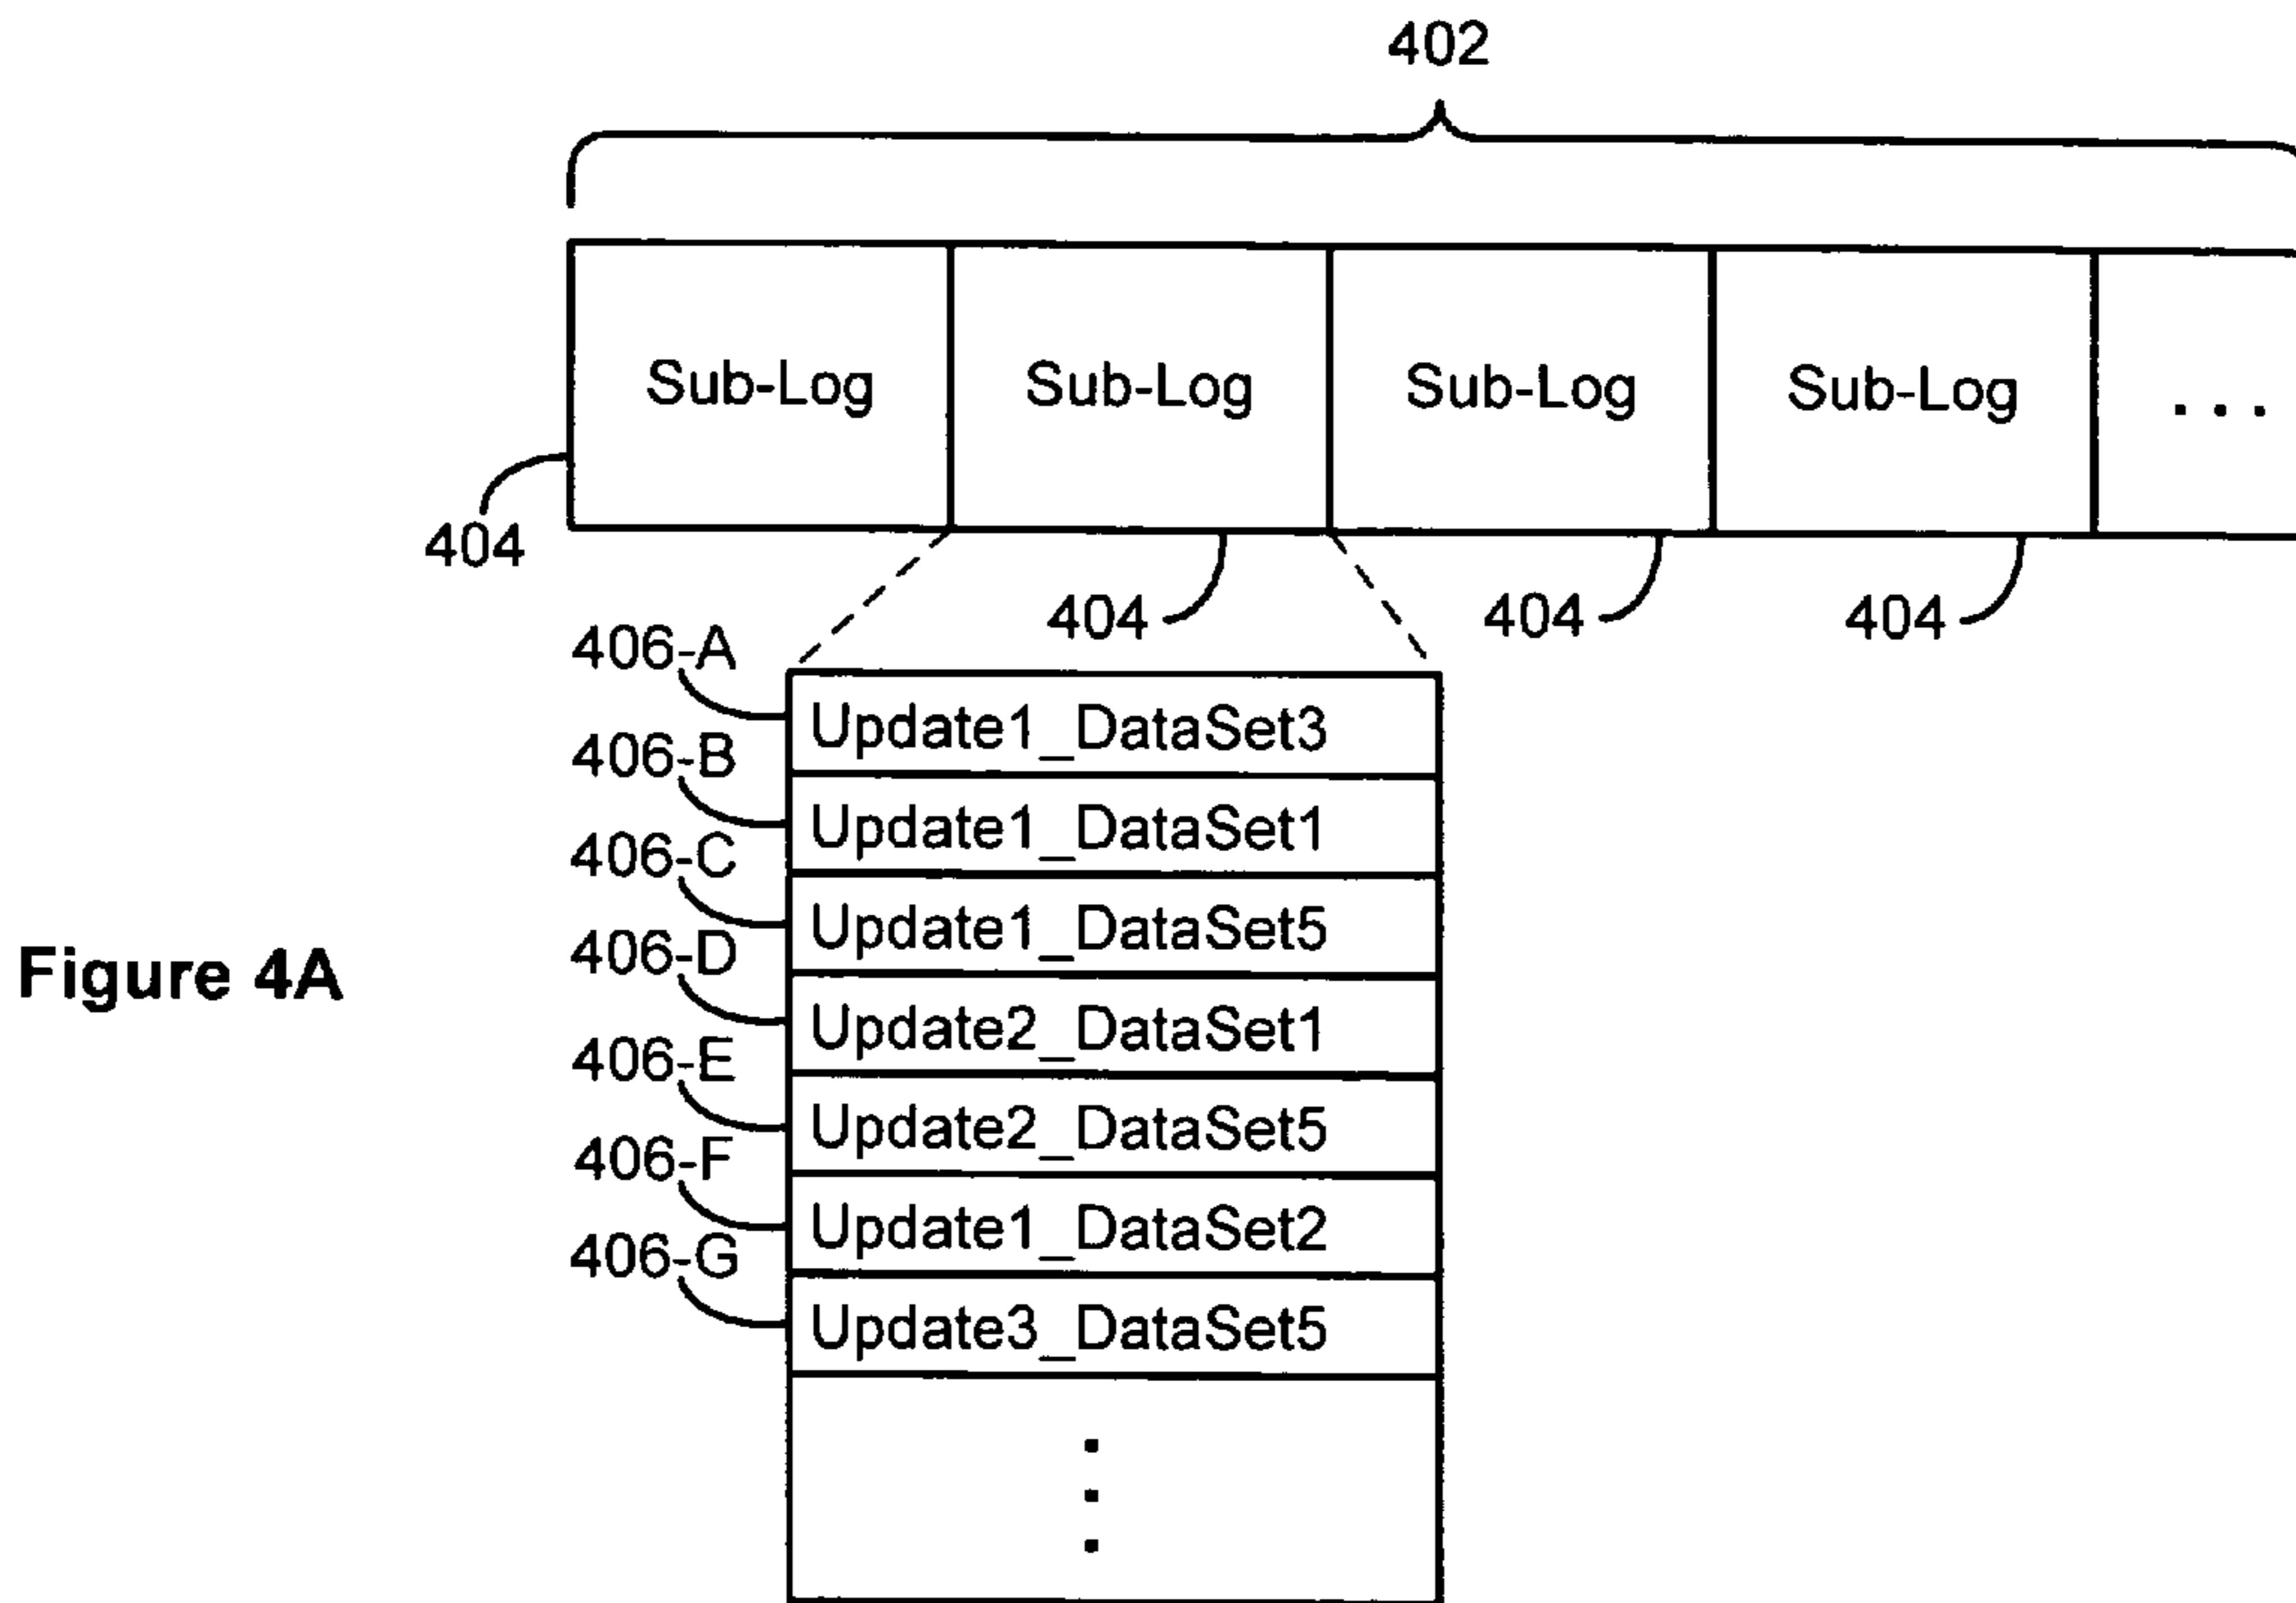 402
Sub-Log Sub-Log Sub-Log Sub-Log ...
404
404 404 404
406-A
Update1_DataSet3
406-B
Update1_DataSet1
406-C
Update1_DataSet5
406-D
Update2_DataSet1
406-E
Update2_DataSet5
406-F
Update1_DataSet2
406-G
Update3_DataSet5
Figure 4A